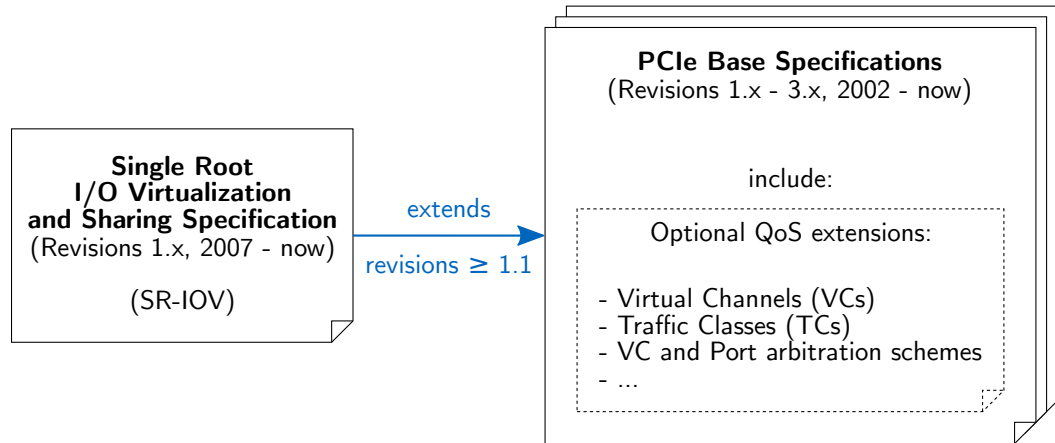 Single Root
I/O Virtualization
and Sharing Specification
(Revisions 1.x, 2007 - now)
(SR-IOV)
extends
revisions ≥ 1.1
PCIe Base Specifications
(Revisions 1.x - 3.x, 2002 - now)
include:
Optional QoS extensions:
- Virtual Channels (VCs)
- Traffic Classes (TCs)
- VC and Port arbitration schemes
- ...